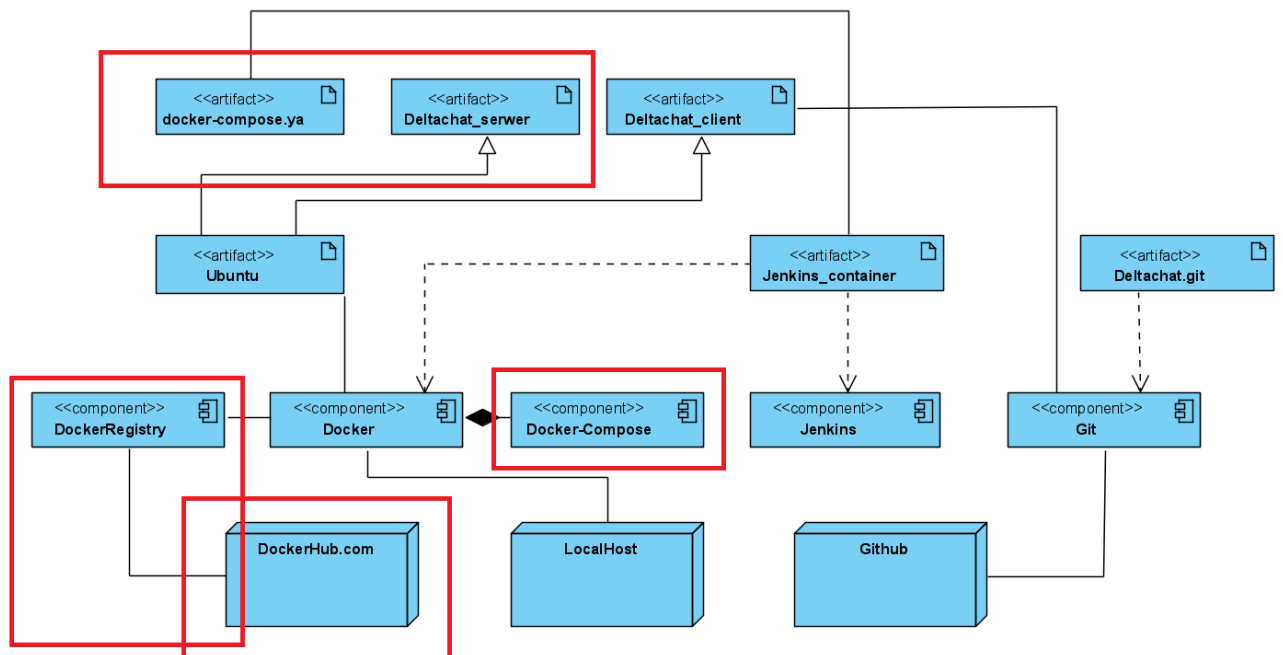 <<artifact>>
docker-compose.ya
<<artifact>>
Deltachat_serwer
<<artifact>>
Deltachat_client
<<artifact>>
Ubuntu
<<artifact>>
Jenkins_container
<<artifact>>
Deltachat.git
<<component>>
DockerRegistry
<<component>>
Docker
<<component>>
Docker-Compose
<<component>>
Jenkins
<<component>>
Git
DockerHub.com
LocalHost
Github